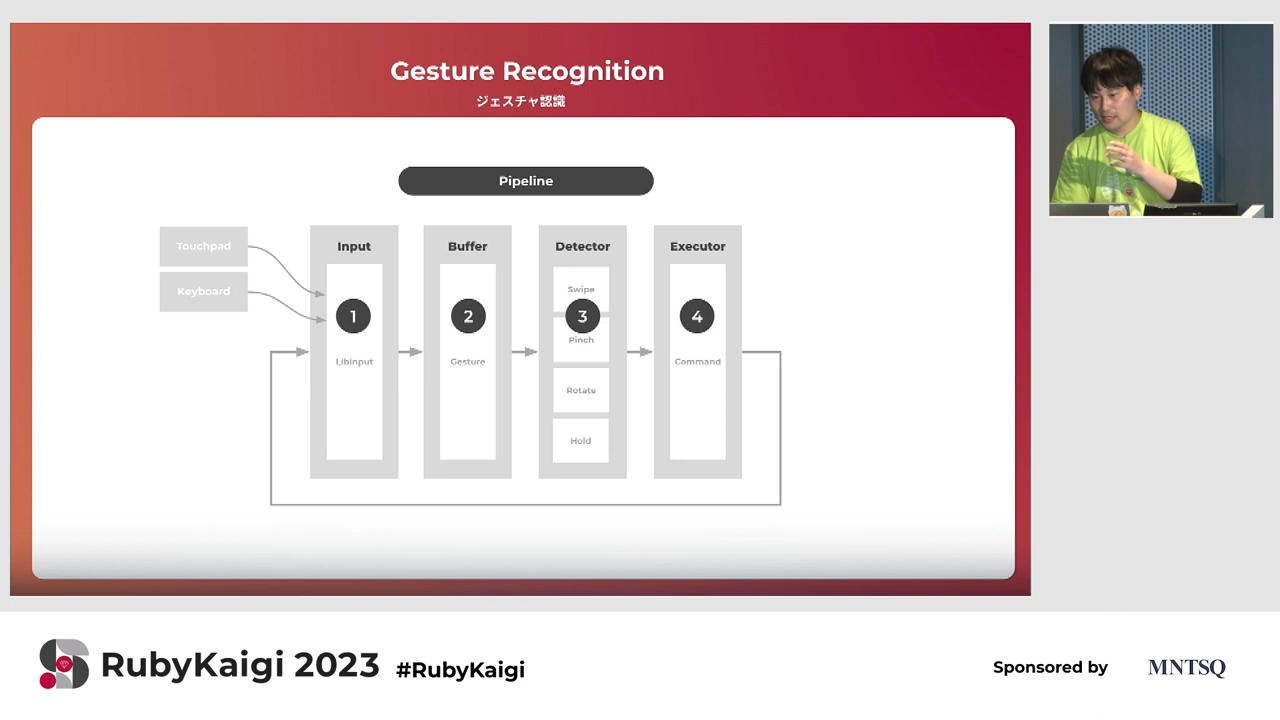 Gesture Recognition
ジェスチャ認識
Pipeline
Touchpad
Keyboard
Input
1
Libinput
Buffer
2
Gesture
Detector
Swipe
3
Pinch
Rotate
Hold
Executor
4
Command
RubyKaigi 2023 #RubyKaigi
Sponsored by MNTSQ